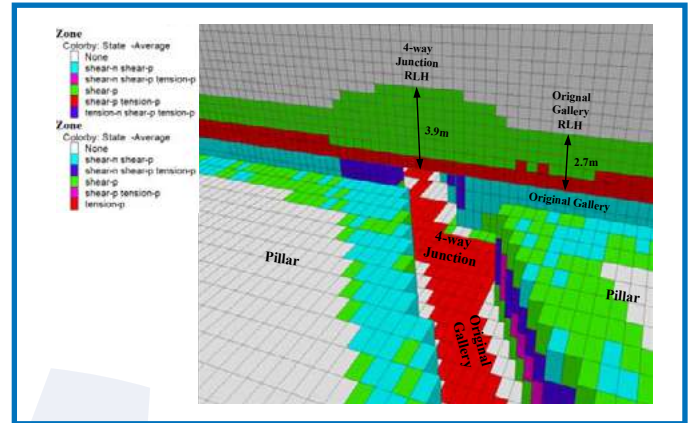 Zone
Colorby: State -Average
None
shear-n shear-p
shear-n shear-p tension-p
shear-p
shear-p tension-p
tension-n shear-p tension-p
Zone
Colorby: State -Average
None
shear-n shear-p
shear-n shear-p tension-p
shear-p
shear-p tension-p
tension-p
4-way
Junction
RLH
3.9m
Orignal
Gallery
RLH
2.7m
Original Gallery
4-way
Junction
Pillar
Pillar
Original
Gallery